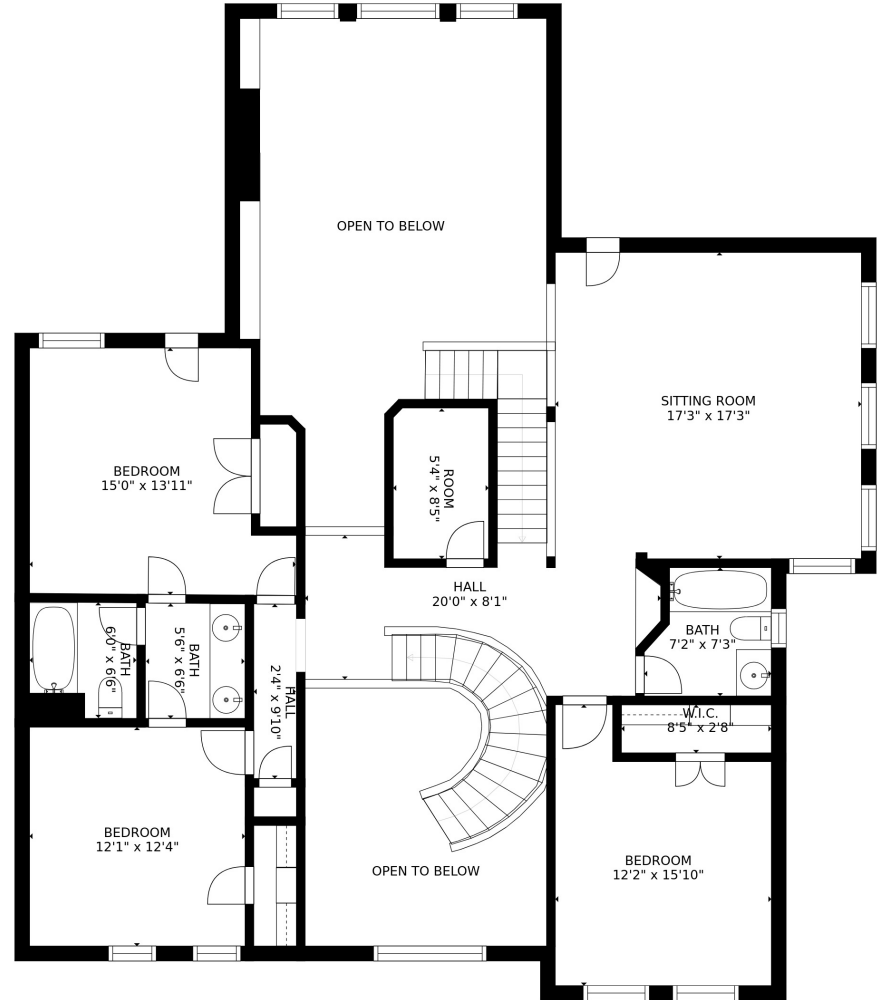 OPEN TO BELOW
SITTING ROOM
17'3" x 17'3"
BEDROOM
15'0" x 13'11"
ROOM
5'4" x 8'5"
HALL
20'0" x 8'1"
BATH
7'2" x 7'3"
BATH
6'0" x 6'6"
BATH
5'6" x 6'6"
HALL
2'4" x 9'10"
W.I.C.
8'5" x 2'8"
BEDROOM
12'1" x 12'4"
OPEN TO BELOW
BEDROOM
12'2" x 15'10"